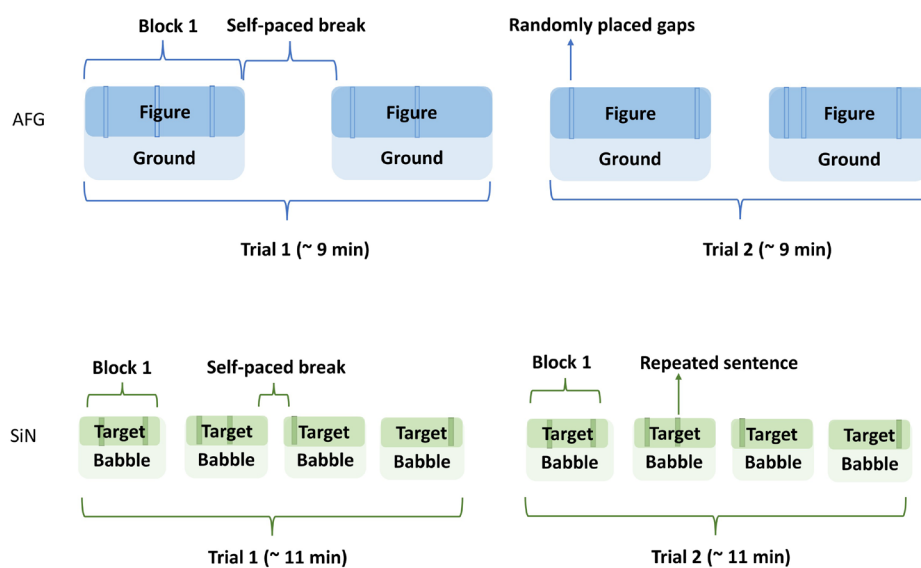 Block 1
Self-paced break
Randomly placed gaps
AFG
Figure
Figure
Figure
Figure
Ground
Ground
Ground
Ground
Trial 1 (~ 9 min)
Trial 2 (~ 9 min)
Block 1
Self-paced break
Block 1
Repeated sentence
SiN
Target
Target
Target
Target
Target
Target
Target
Target
Babble
Babble
Babble
Babble
Babble
Babble
Babble
Babble
Trial 1 (~ 11 min)
Trial 2 (~ 11 min)